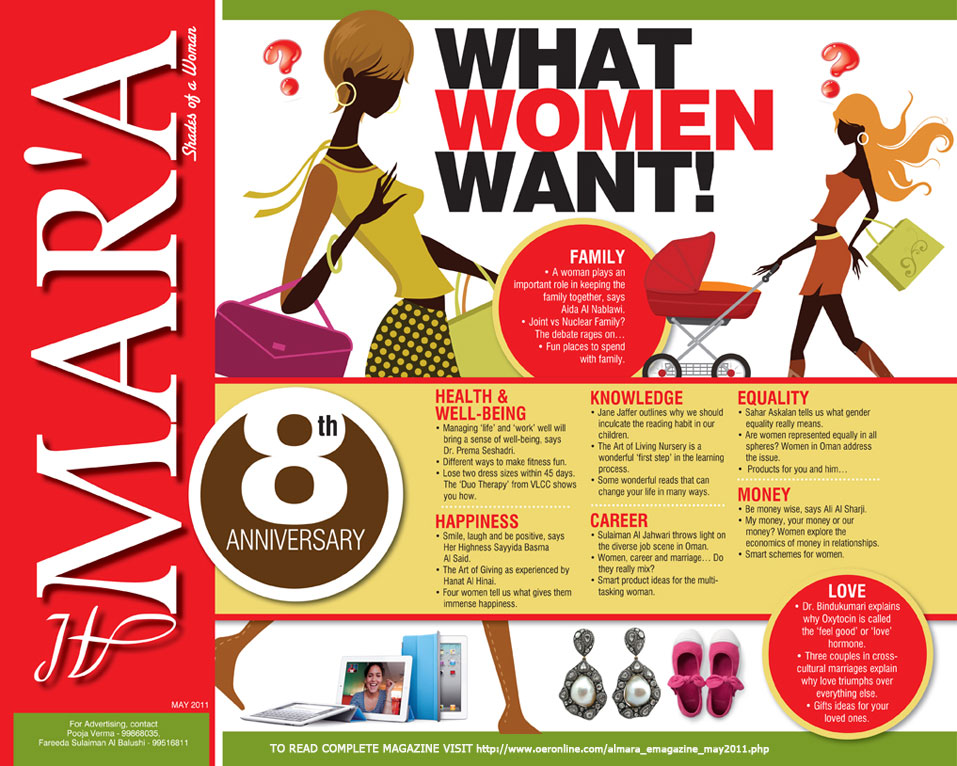 Al MAR'A
Shades of a Woman
MAY 2011
For Advertising, contact
Pooja Verma - 99868035,
Fareeda Sulaiman Al Balushi - 99516811
?
?
WHAT
WOMEN
WANT!
FAMILY
• A woman plays an
important role in keeping the
family together, says
Aida Al Nablawi.
• Joint vs Nuclear Family?
The debate rages on...
• Fun places to spend
with family.
8th
ANNIVERSARY
HEALTH &
WELL-BEING
• Managing 'life' and 'work' well will
bring a sense of well-being, says
Dr. Prema Seshadri.
• Different ways to make fitness fun.
• Lose two dress sizes within 45 days.
The 'Duo Therapy' from VLCC shows
you how.
HAPPINESS
• Smile, laugh and be positive, says
Her Highness Sayyida Basma
Al Said.
• The Art of Giving as experienced by
Hanat Al Hinai.
• Four women tell us what gives them
immense happiness.
KNOWLEDGE
• Jane Jaffer outlines why we should
inculcate the reading habit in our
children.
• The Art of Living Nursery is a
wonderful 'first step' in the learning
process.
• Some wonderful reads that can
change your life in many ways.
CAREER
• Sulaiman Al Jahwari throws light on
the diverse job scene in Oman.
• Women, career and marriage... Do
they really mix?
• Smart product ideas for the multi-
tasking woman.
EQUALITY
• Sahar Askalan tells us what gender
equality really means.
• Are women represented equally in all
spheres? Women in Oman address
the issue.
• Products for you and him...
MONEY
• Be money wise, says Ali Al Sharji.
• My money, your money or our
money? Women explore the
economics of money in relationships.
• Smart schemes for women.
LOVE
• Dr. Bindukumari explains
why Oxytocin is called
the 'feel good' or 'love'
hormone.
• Three couples in cross-
cultural marriages explain
why love triumphs over
everything else.
• Gifts ideas for your
loved ones.
TO READ COMPLETE MAGAZINE VISIT http://www.oeronline.com/almara_emagazine_may2011.php